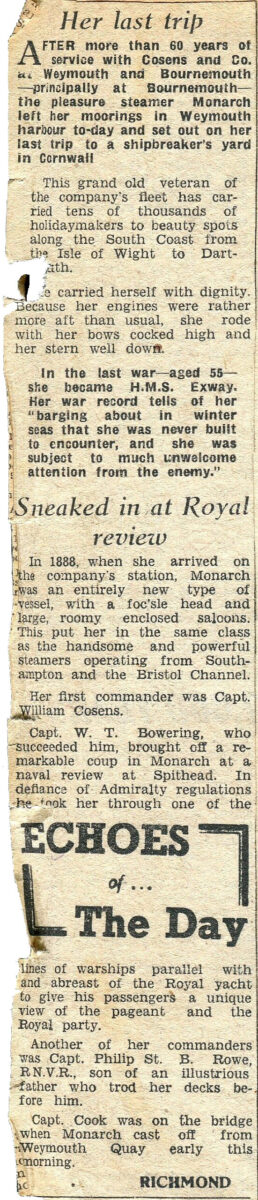 Her last trip
AFTER more than 60 years of
service with Cosens and Co.
at Weymouth and Bournemouth
—principally at Bournemouth—
the pleasure steamer Monarch
left her moorings in Weymouth
harbour to-day and set out on her
last trip to a shipbreaker's yard
in Cornwall
This grand old veteran of
the company's fleet has car-
ried tens of thousands of
holidaymakers to beauty spots
along the South Coast from
the Isle of Wight to Dart-
carried herself with dignity.
Because her engines were rather
more aft than usual, she rode
with her bows cocked high and
her stern well down.
In the last war—aged 55—
she became H.M.S. Exway.
Her war record tells of her
"barging about in winter
seas that she was never built
to encounter, and she was
subject to much unwelcome
attention from the enemy."
Sneaked in at Royal
review
In 1888, when she arrived on
the company's station, Monarch
was an entirely new type of
vessel, with a foc'sle head and
large, roomy enclosed saloons.
This put her in the same class
as the handsome and powerful
steamers operating from South-
ampton and the Bristol Channel.
Her first commander was Capt.
William Cosens.
Capt. W. T. Bowering, who
succeeded him, brought off a re-
markable coup in Monarch at a
naval review at Spithead. In
defiance of Admiralty regulations
he took her through one of the
ECHOES
of...
The Day
lines of warships parallel with
and abreast of the Royal yacht
to give his passengers a unique
view of the pageant and the
Royal party.
Another of her commanders
was Capt. Philip St. B. Rowe,
R.N.V.R., son of an illustrious
father who trod her decks be-
fore him.
Capt. Cook was on the bridge
when Monarch cast off from
Weymouth Quay early this
morning.
RICHMOND